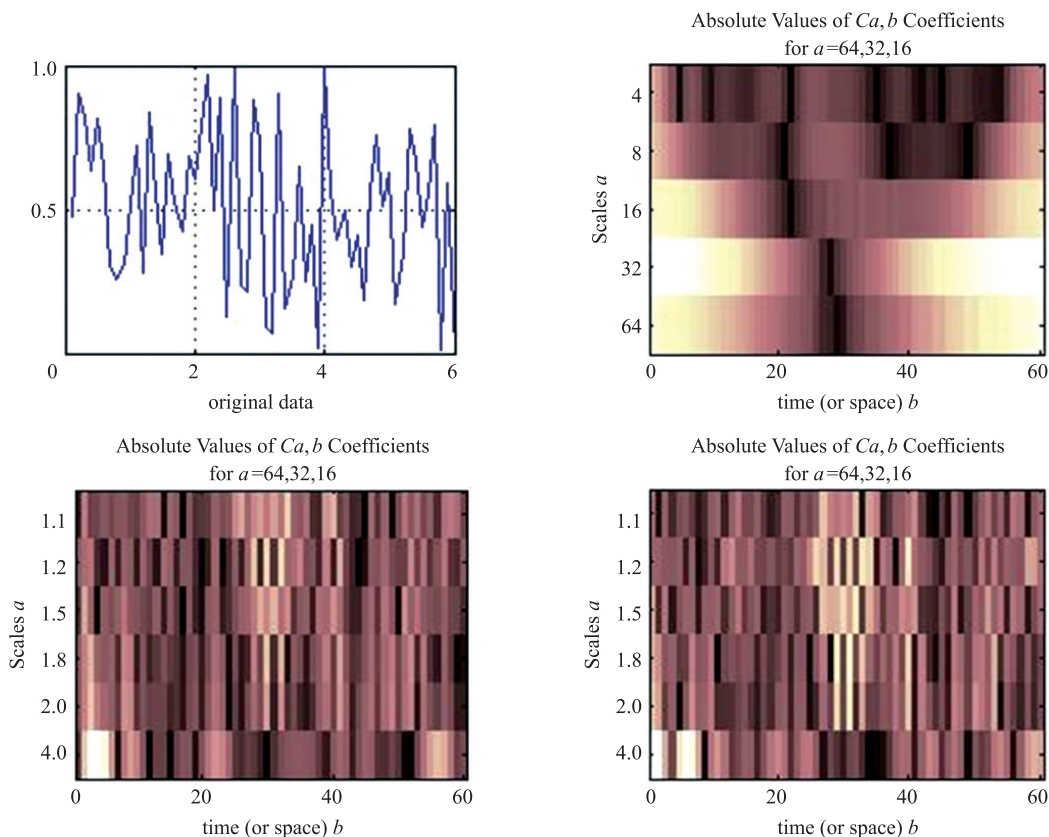 1.0
0.5
0 2 4 6
original data
Absolute Values of Ca, b Coefficients
for a=64,32,16
Scales a
4
8
16
32
64
0 20 40 60
time (or space) b
Absolute Values of Ca, b Coefficients
for a=64,32,16
Scales a
1.1
1.2
1.5
1.8
2.0
4.0
0 20 40 60
time (or space) b
Absolute Values of Ca, b Coefficients
for a=64,32,16
Scales a
1.1
1.2
1.5
1.8
2.0
4.0
0 20 40 60
time (or space) b